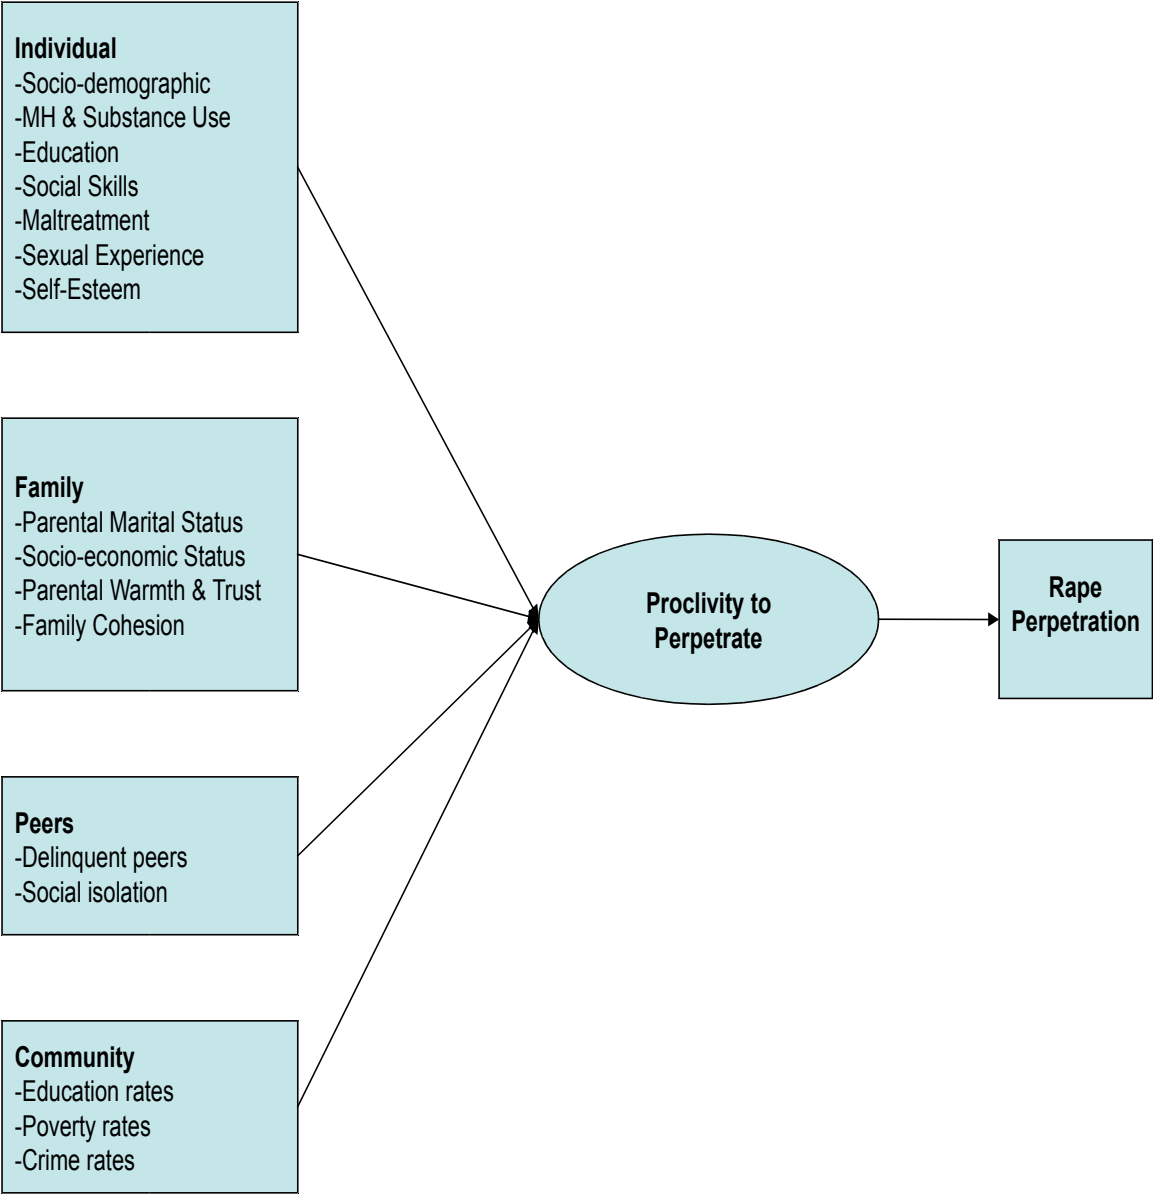 Individual
-Socio-demographic
-MH & Substance Use
-Education
-Social Skills
-Maltreatment
-Sexual Experience
-Self-Esteem
Family
-Parental Marital Status
-Socio-economic Status
-Parental Warmth & Trust
-Family Cohesion
Proclivity to
Perpetrate
Rape
Perpetration
Peers
-Delinquent peers
-Social isolation
Community
-Education rates
-Poverty rates
-Crime rates